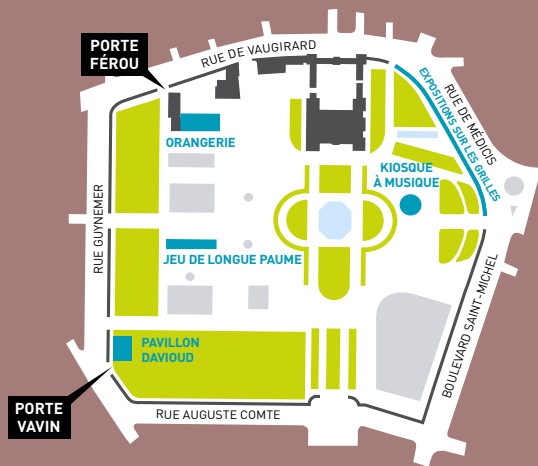 PORTE
FÉROU
RUE DE VAUGIRARD
EXPOSITIONS SUR LES GRILLES
RUE DE MÉDICIS
ORANGERIE
KIOSQUE
À MUSIQUE
RUE GUYNEMER
JEU DE LONGUE PAUME
BOULEVARD SAINT-MICHEL
PAVILLON
DAVIOUD
PORTE
VAVIN
RUE AUGUSTE COMTE